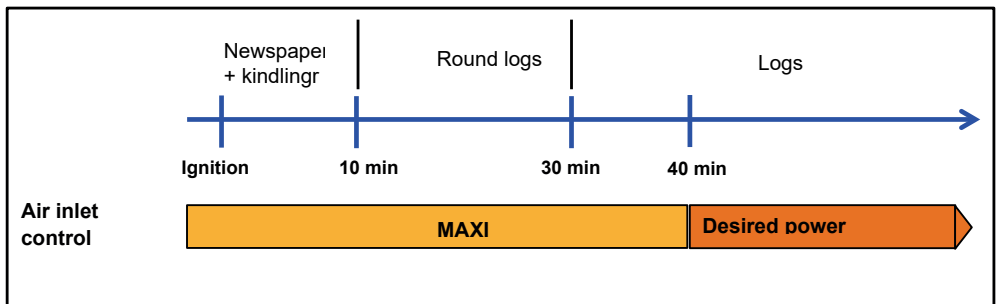 Newspaper
+ kindlingr
Round logs
Logs
Ignition
10 min
30 min
40 min
Air inlet
control
MAXI
Desired power